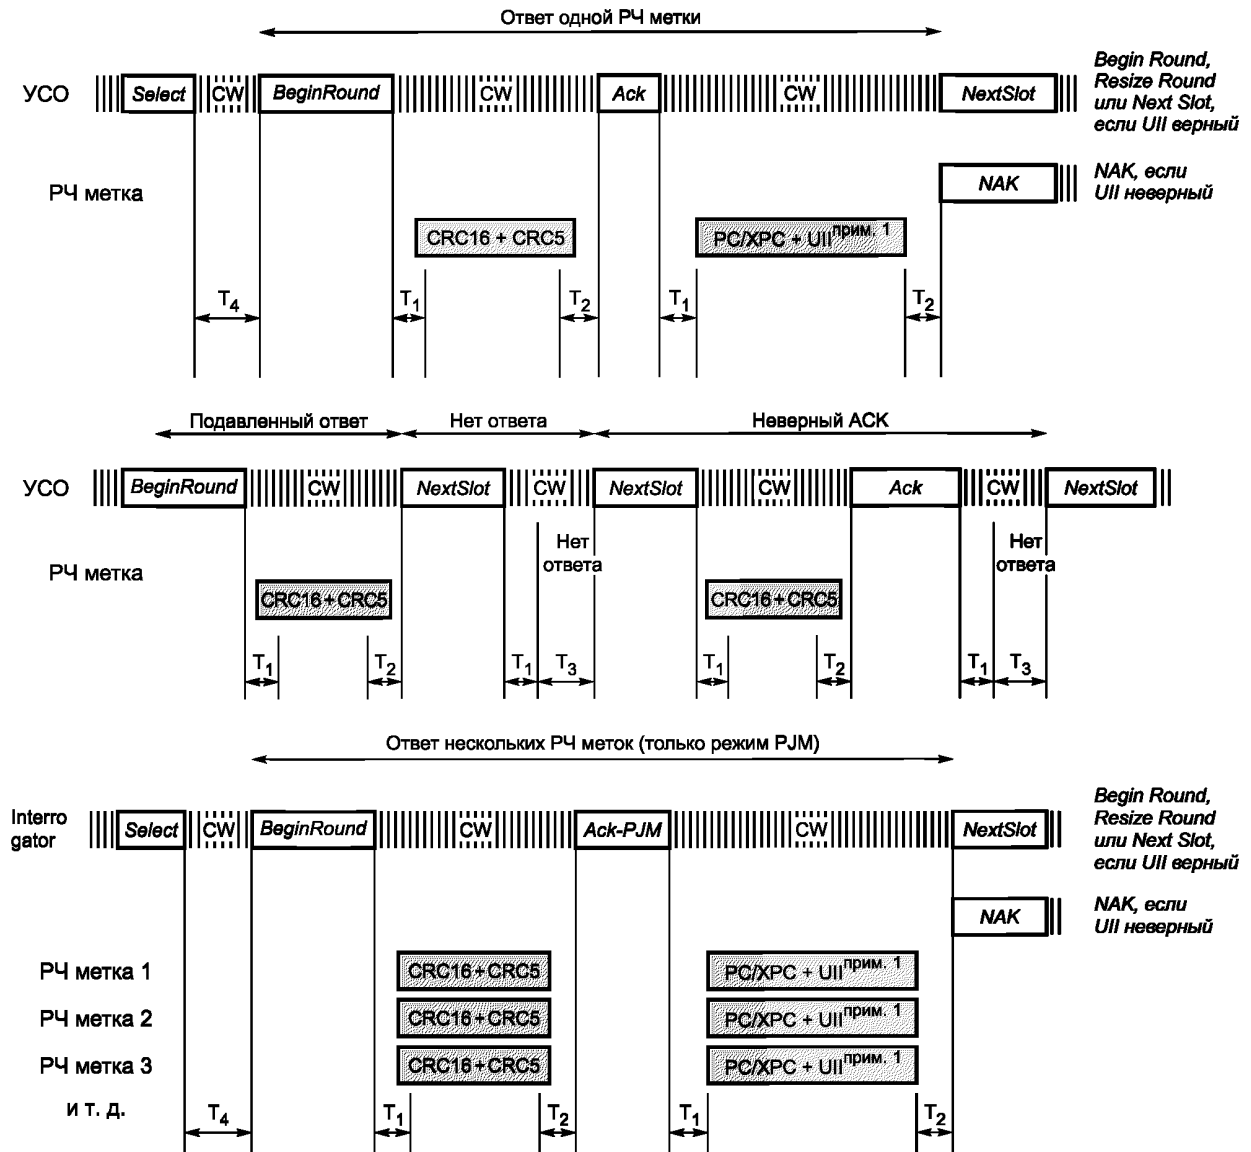 Ответ одной РЧ метки
УСО
Select
CW
BeginRound
CW
Ack
CW
NextSlot
Begin Round,
Resize Round
или Next Slot,
если UII верный
РЧ метка
NAK
NAK, если
UII неверный
CRC16 + CRC5
PC/XPC + UII прим. 1
T4
T1
T2
T1
T2
Подавленный ответ
Нет ответа
Неверный ACK
УСО
BeginRound
CW
NextSlot
CW
NextSlot
CW
Ack
CW
NextSlot
Нет
ответа
Нет
ответа
РЧ метка
CRC16+CRC5
CRC16+CRC5
T1
T2
T1
T3
T1
T2
T1
T3
Ответ нескольких РЧ меток (только режим PJM)
Interro
gator
Select
CW
BeginRound
CW
Ack-PJM
CW
NextSlot
Begin Round,
Resize Round
или Next Slot,
если UII верный
NAK
NAK, если
UII неверный
РЧ метка 1
CRC16+CRC5
PC/XPC + UII прим. 1
РЧ метка 2
CRC16+CRC5
PC/XPC + UII прим. 1
РЧ метка 3
CRC16+CRC5
PC/XPC + UII прим. 1
и т. д.
T4
T1
T2
T1
T2